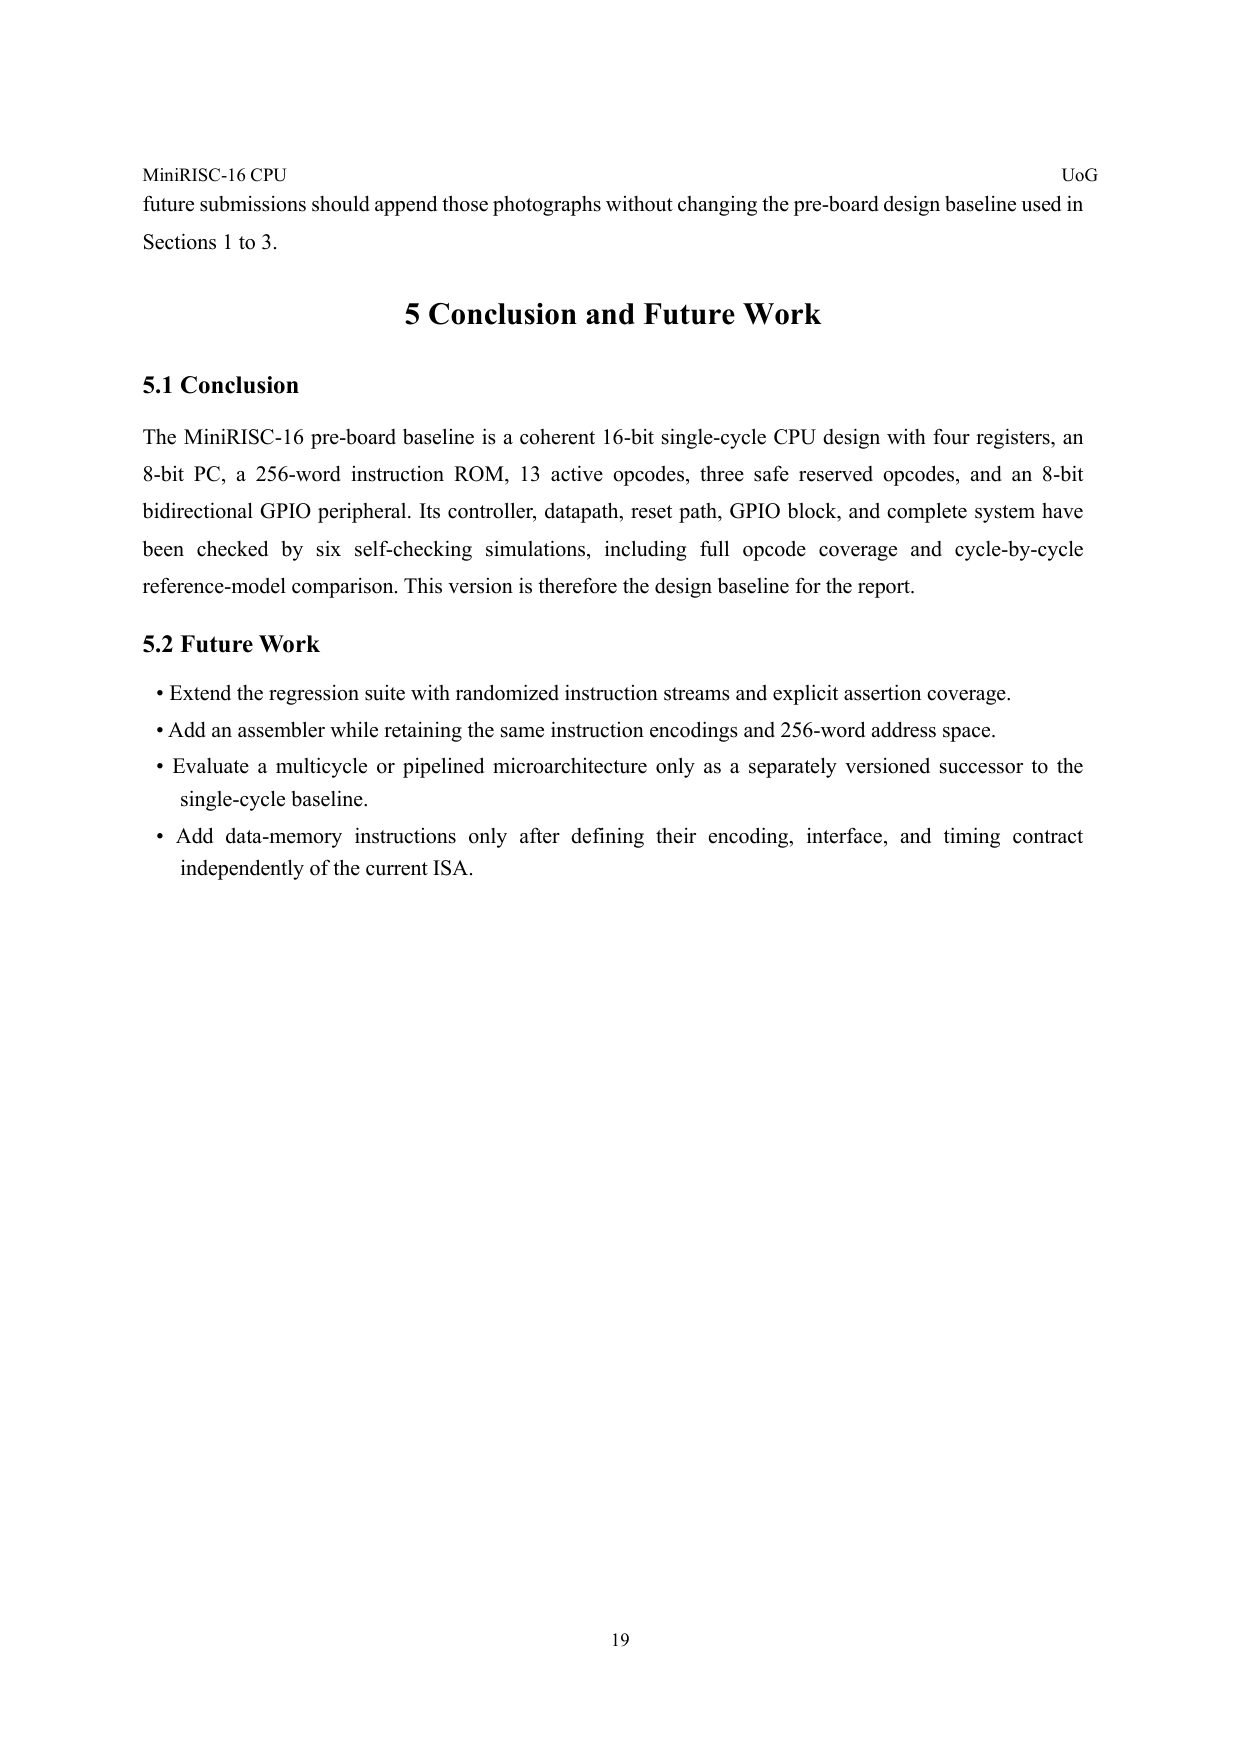 MiniRISC-16 CPU UoG
future submissions should append those photographs without changing the pre-board design baseline used in
Sections 1 to 3.
5 Conclusion and Future Work
5.1 Conclusion
The MiniRISC-16 pre-board baseline is a coherent 16-bit single-cycle CPU design with four registers, an
8-bit PC, a 256-word instruction ROM, 13 active opcodes, three safe reserved opcodes, and an 8-bit
bidirectional GPIO peripheral. Its controller, datapath, reset path, GPIO block, and complete system have
been checked by six self-checking simulations, including full opcode coverage and cycle-by-cycle
reference-model comparison. This version is therefore the design baseline for the report.
5.2 Future Work
• Extend the regression suite with randomized instruction streams and explicit assertion coverage.
• Add an assembler while retaining the same instruction encodings and 256-word address space.
• Evaluate a multicycle or pipelined microarchitecture only as a separately versioned successor to the
single-cycle baseline.
• Add data-memory instructions only after defining their encoding, interface, and timing contract
independently of the current ISA.
19